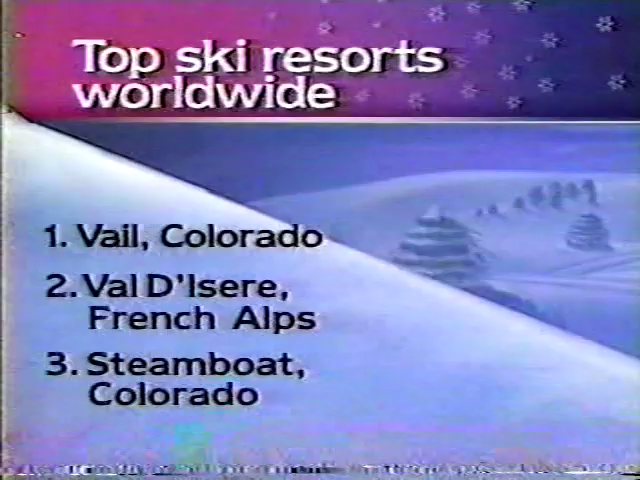 Top ski resorts
worldwide
1. Vail, Colorado
2. Val D'Isere,
French Alps
3. Steamboat,
Colorado